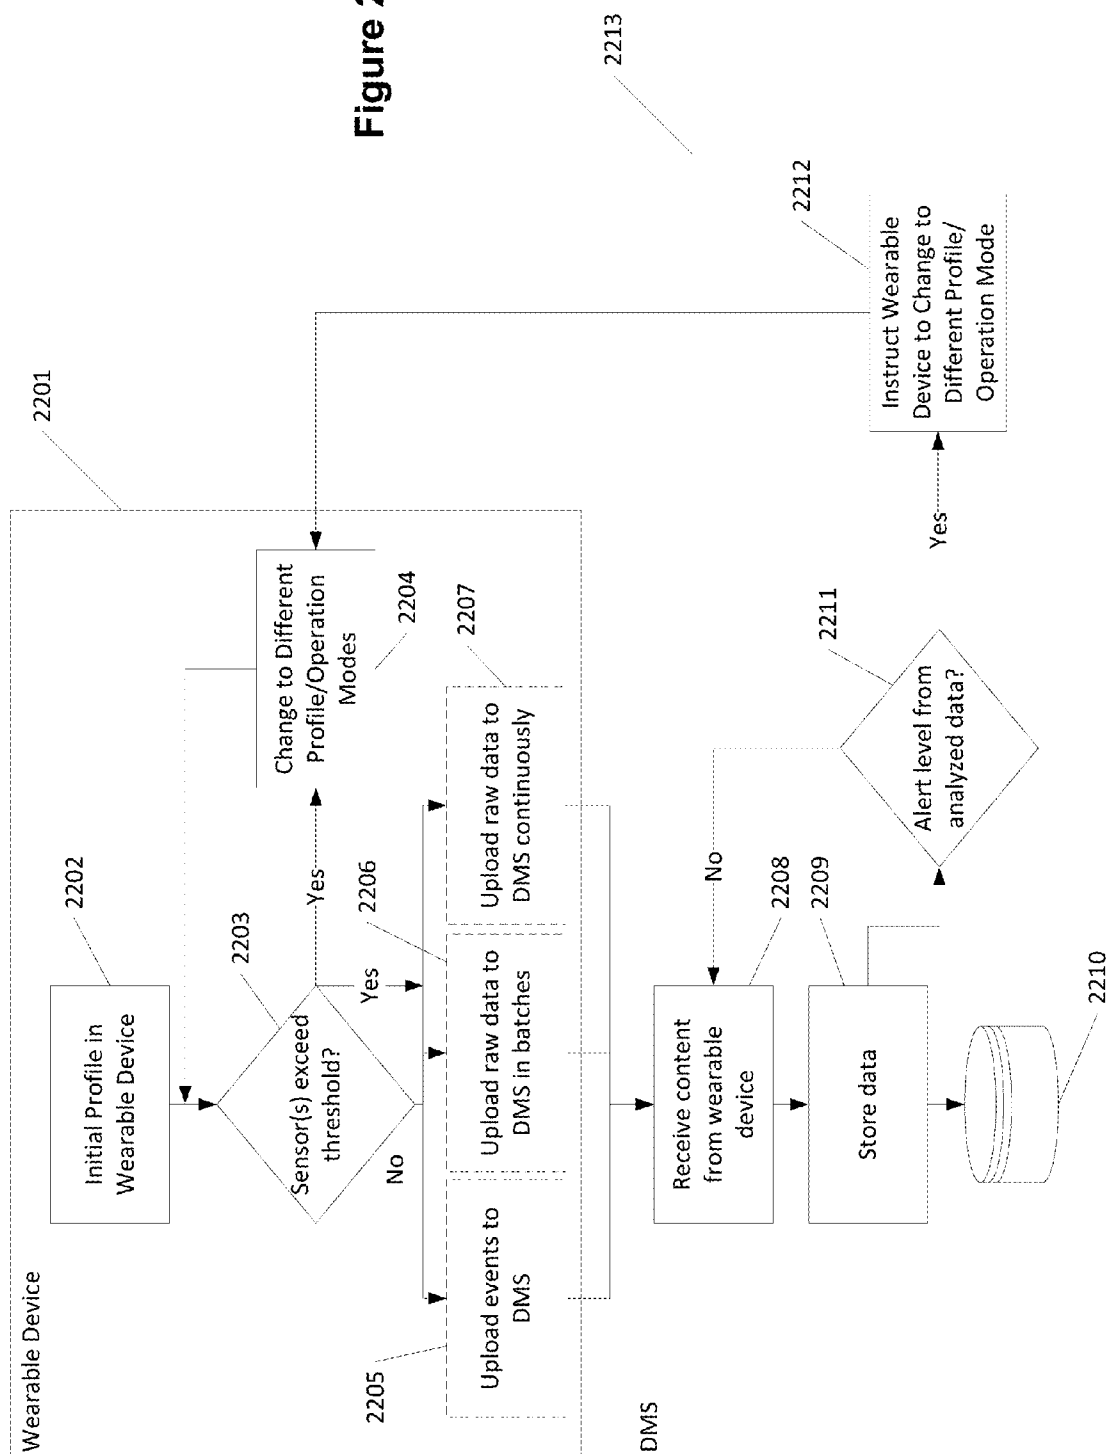 Wearable Device
2201
2202
Initial Profile in
Wearable Device
2203
Sensor(s) exceed
threshold?
Yes
Change to Different
Profile/Operation
Modes
2204
Yes
No
2205
Upload events to
DMS
2206
Upload raw data to
DMS in batches
2207
Upload raw data to
DMS continuously
DMS
Receive content
from wearable
device
2208
No
Store data
2209
2210
Alert level from
analyzed data?
2211
Yes
Instruct Wearable
Device to Change to
Different Profile/
Operation Mode
2212
2213
Figure 2